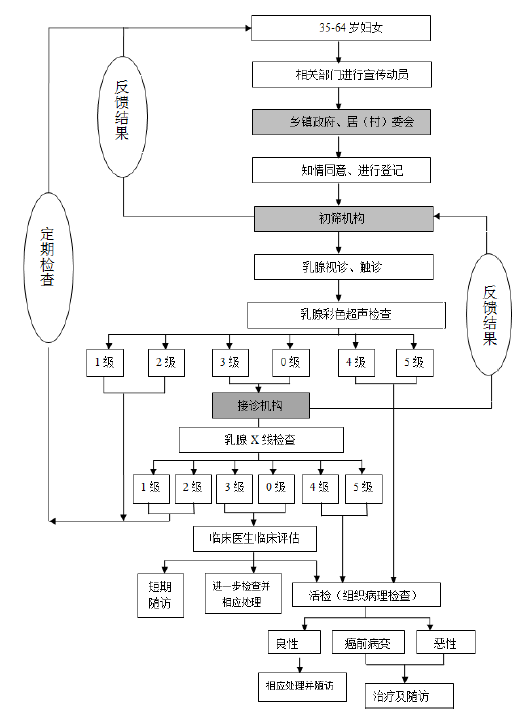 35-64 岁妇女
相关部门进行宣传动员
乡镇政府、居（村）委会
知情同意、进行登记
初筛机构
反馈结果
定期检查
乳腺视诊、触诊
乳腺彩色超声检查
反馈结果
1 级
2 级
3 级
0 级
4 级
5 级
接诊机构
乳腺 X 线检查
1 级
2 级
3 级
0 级
4 级
5 级
临床医生临床评估
短期
随访
进一步检查并
相应处理
活检（组织病理检查）
良性
癌前病变
恶性
相应处理并随访
治疗及随访